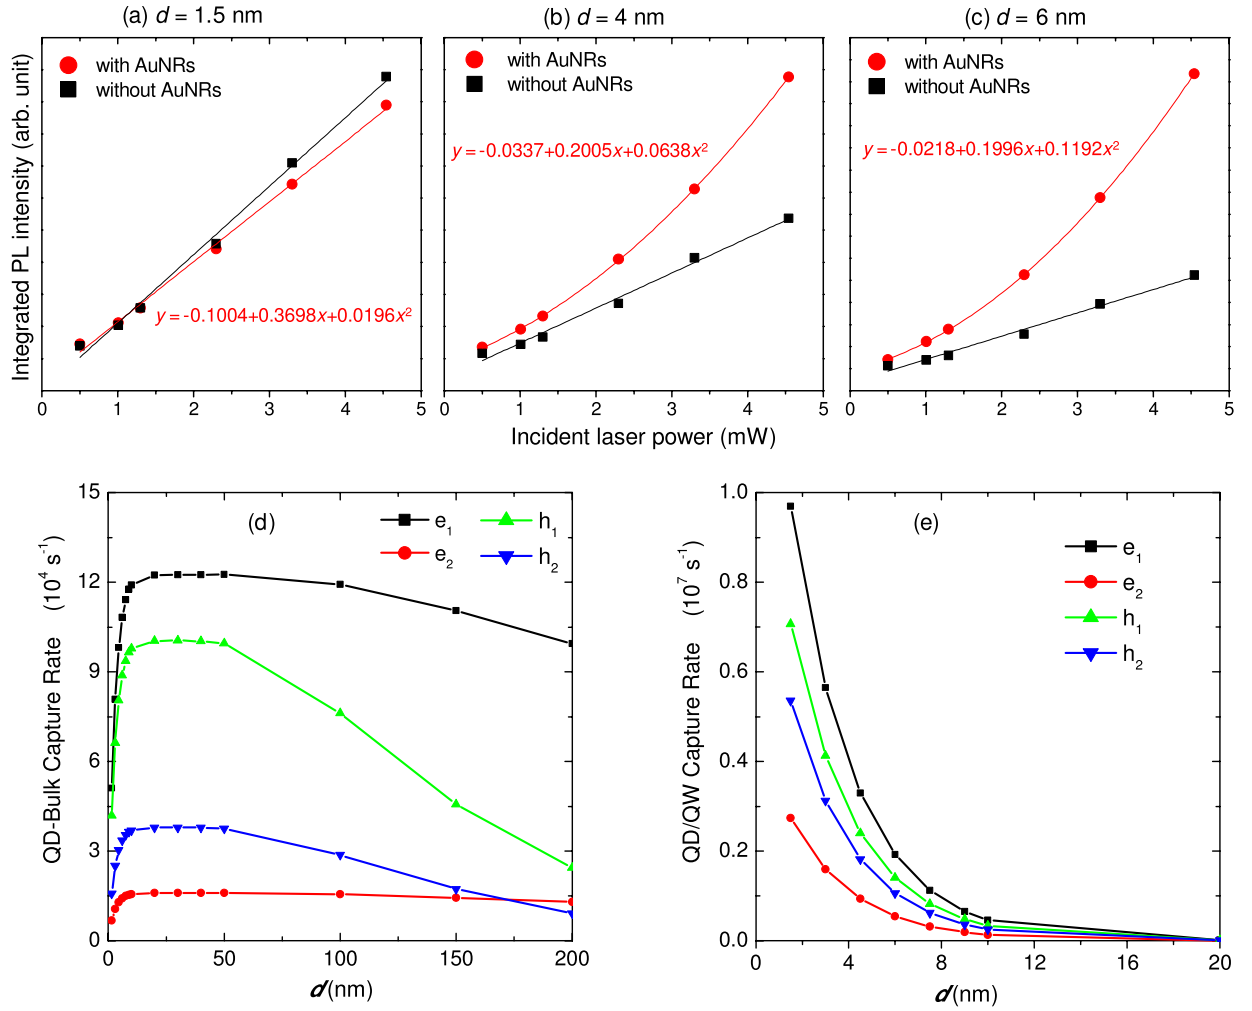 (a) d = 1.5 nm
(b) d = 4 nm
(c) d = 6 nm
Integrated PL intensity (arb. unit)
with AuNRs
without AuNRs
y = -0.1004+0.3698x+0.0196x²
0 1 2 3 4 5
with AuNRs
without AuNRs
y = -0.0337+0.2005x+0.0638x²
0 1 2 3 4 5
with AuNRs
without AuNRs
y = -0.0218+0.1996x+0.1192x²
0 1 2 3 4 5
Incident laser power (mW)
(d)
QD-Bulk Capture Rate (10⁴ s⁻¹)
15
12
9
6
3
0
e₁
e₂
h₁
h₂
0 50 100 150 200
d (nm)
(e)
QD/QW Capture Rate (10⁷ s⁻¹)
1.0
0.8
0.6
0.4
0.2
0.0
e₁
e₂
h₁
h₂
0 4 8 12 16 20
d (nm)